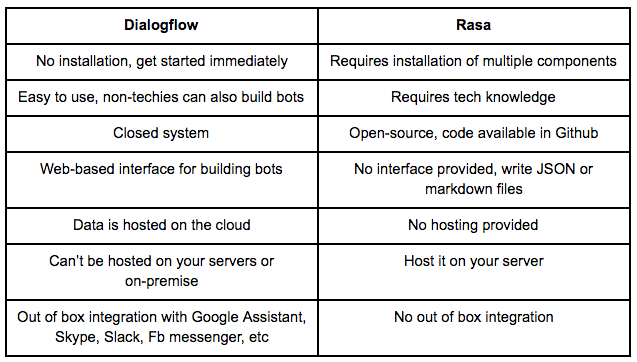 Dialogflow Rasa
No installation, get started immediately Requires installation of multiple components
Easy to use, non-techies can also build bots Requires tech knowledge
Closed system Open-source, code available in Github
Web-based interface for building bots No interface provided, write JSON or
markdown files
Data is hosted on the cloud No hosting provided
Can't be hosted on your servers or Host it on your server
on-premise
Out of box integration with Google Assistant, No out of box integration
Skype, Slack, Fb messenger, etc